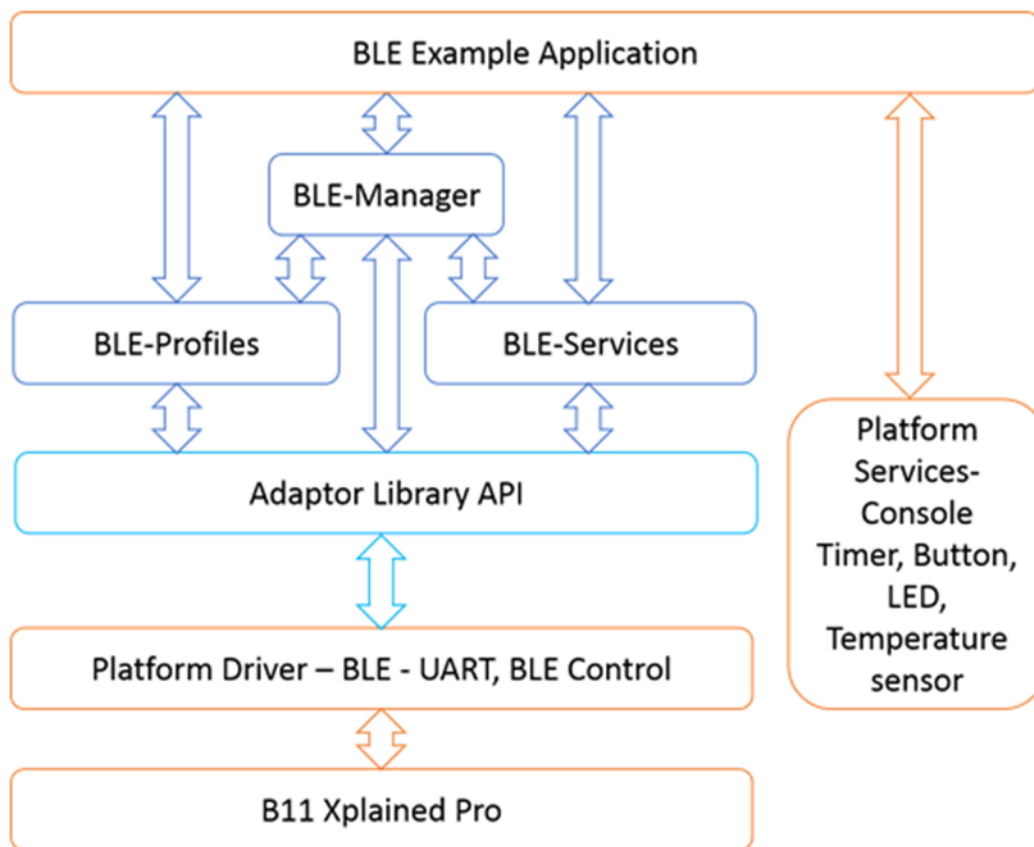 BLE Example Application
BLE-Manager
BLE-Profiles
BLE-Services
Adaptor Library API
Platform
Services-
Console
Timer, Button,
LED,
Temperature
sensor
Platform Driver – BLE - UART, BLE Control
B11 Xplained Pro